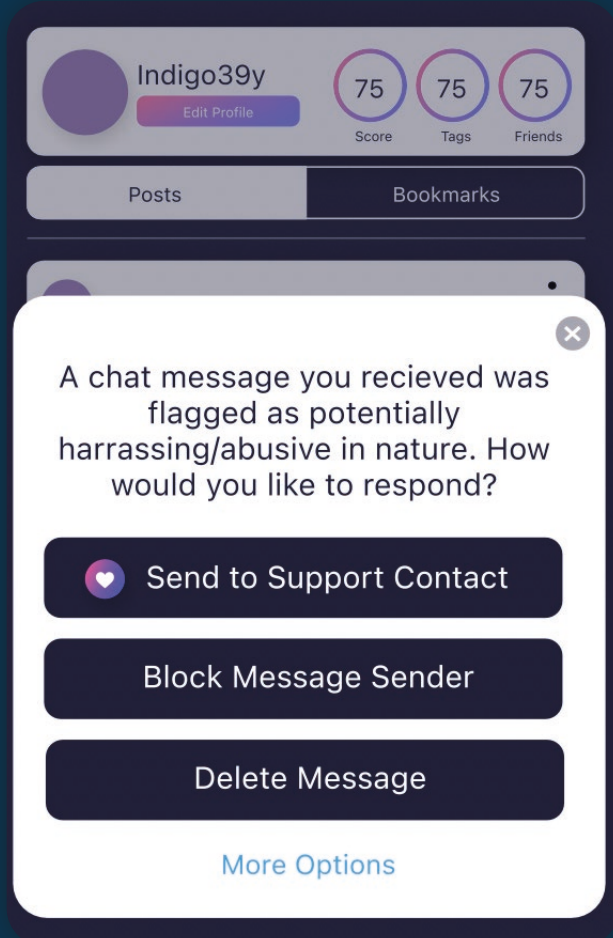 Indigo39y
Edit Profile
75 75 75
Score Tags Friends
Posts Bookmarks
A chat message you recieved was
flagged as potentially
harrassing/abusive in nature. How
would you like to respond?
Send to Support Contact
Block Message Sender
Delete Message
More Options